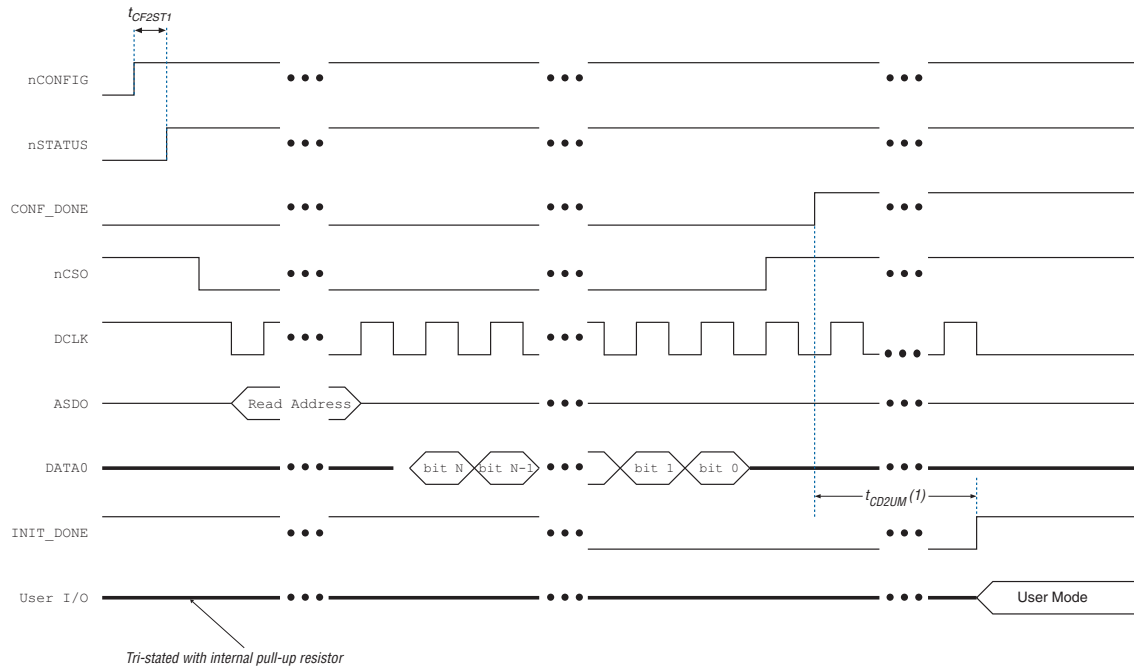 tCF2ST1
nCONFIG
nSTATUS
CONF_DONE
nCSO
DCLK
ASDO
Read Address
DATA0
bit N
bit N-1
bit 1
bit 0
tCD2UM (1)
INIT_DONE
User I/O
User Mode
Tri-stated with internal pull-up resistor